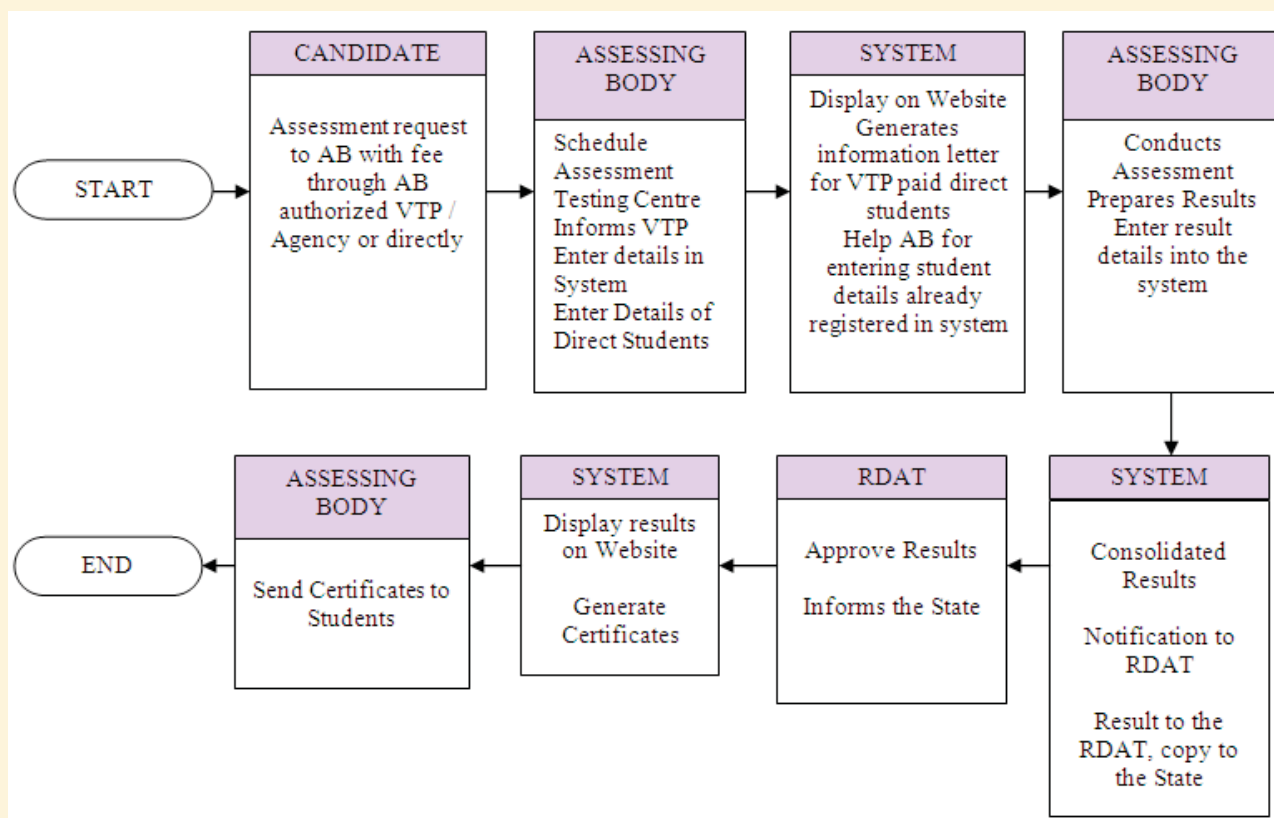 START
CANDIDATE
Assessment request
to AB with fee
through AB
authorized VTP /
Agency or directly
ASSESSING
BODY
Schedule
Assessment
Testing Centre
Informs VTP
Enter details in
System
Enter Details of
Direct Students
SYSTEM
Display on Website
Generates
information letter
for VTP paid direct
students
Help AB for
entering student
details already
registered in system
ASSESSING
BODY
Conducts
Assessment
Prepares Results
Enter result
details into the
system
SYSTEM
Consolidated
Results
Notification to
RDAT
Result to the
RDAT, copy to
the State
RDAT
Approve Results
Informs the State
SYSTEM
Display results
on Website
Generate
Certificates
ASSESSING
BODY
Send Certificates to
Students
END